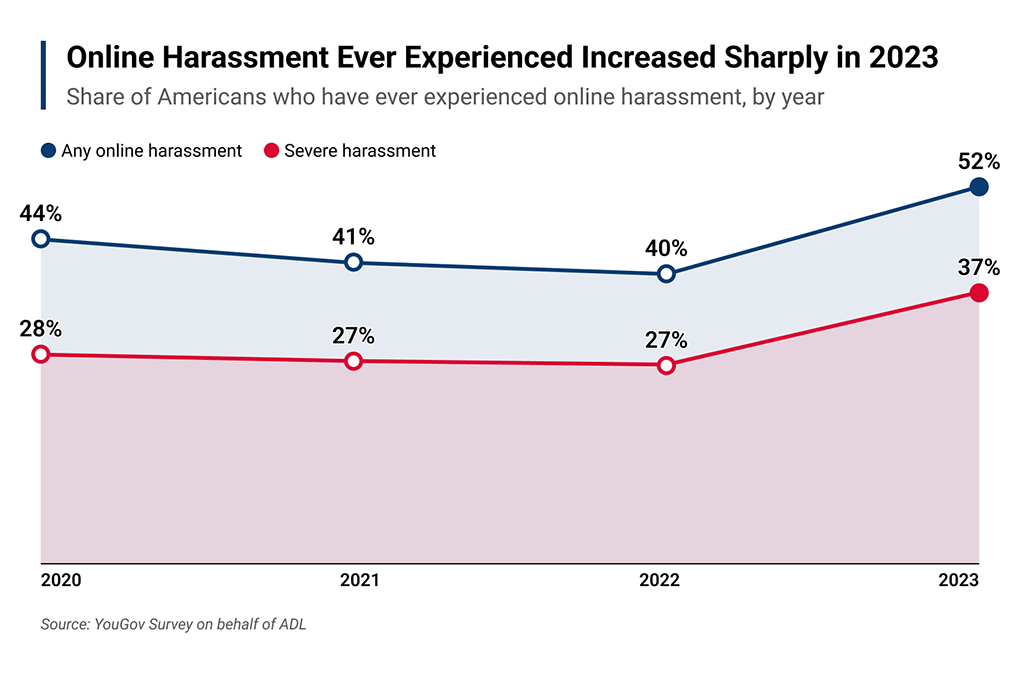 Online Harassment Ever Experienced Increased Sharply in 2023
Share of Americans who have ever experienced online harassment, by year
Any online harassment Severe harassment
52%
44%
41%
40%
37%
28%
27%
27%
2020 2021 2022 2023
Source: YouGov Survey on behalf of ADL